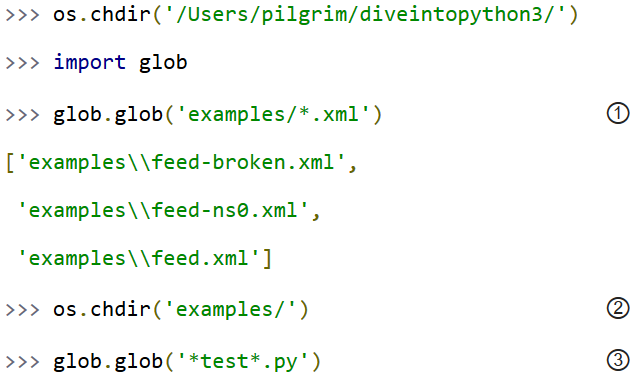 >>> os.chdir('/Users/pilgrim/diveintopython3/')
>>> import glob
>>> glob.glob('examples/*.xml') ①
['examples\\feed-broken.xml',
 'examples\\feed-ns0.xml',
 'examples\\feed.xml']
>>> os.chdir('examples/') ②
>>> glob.glob('*test*.py') ③